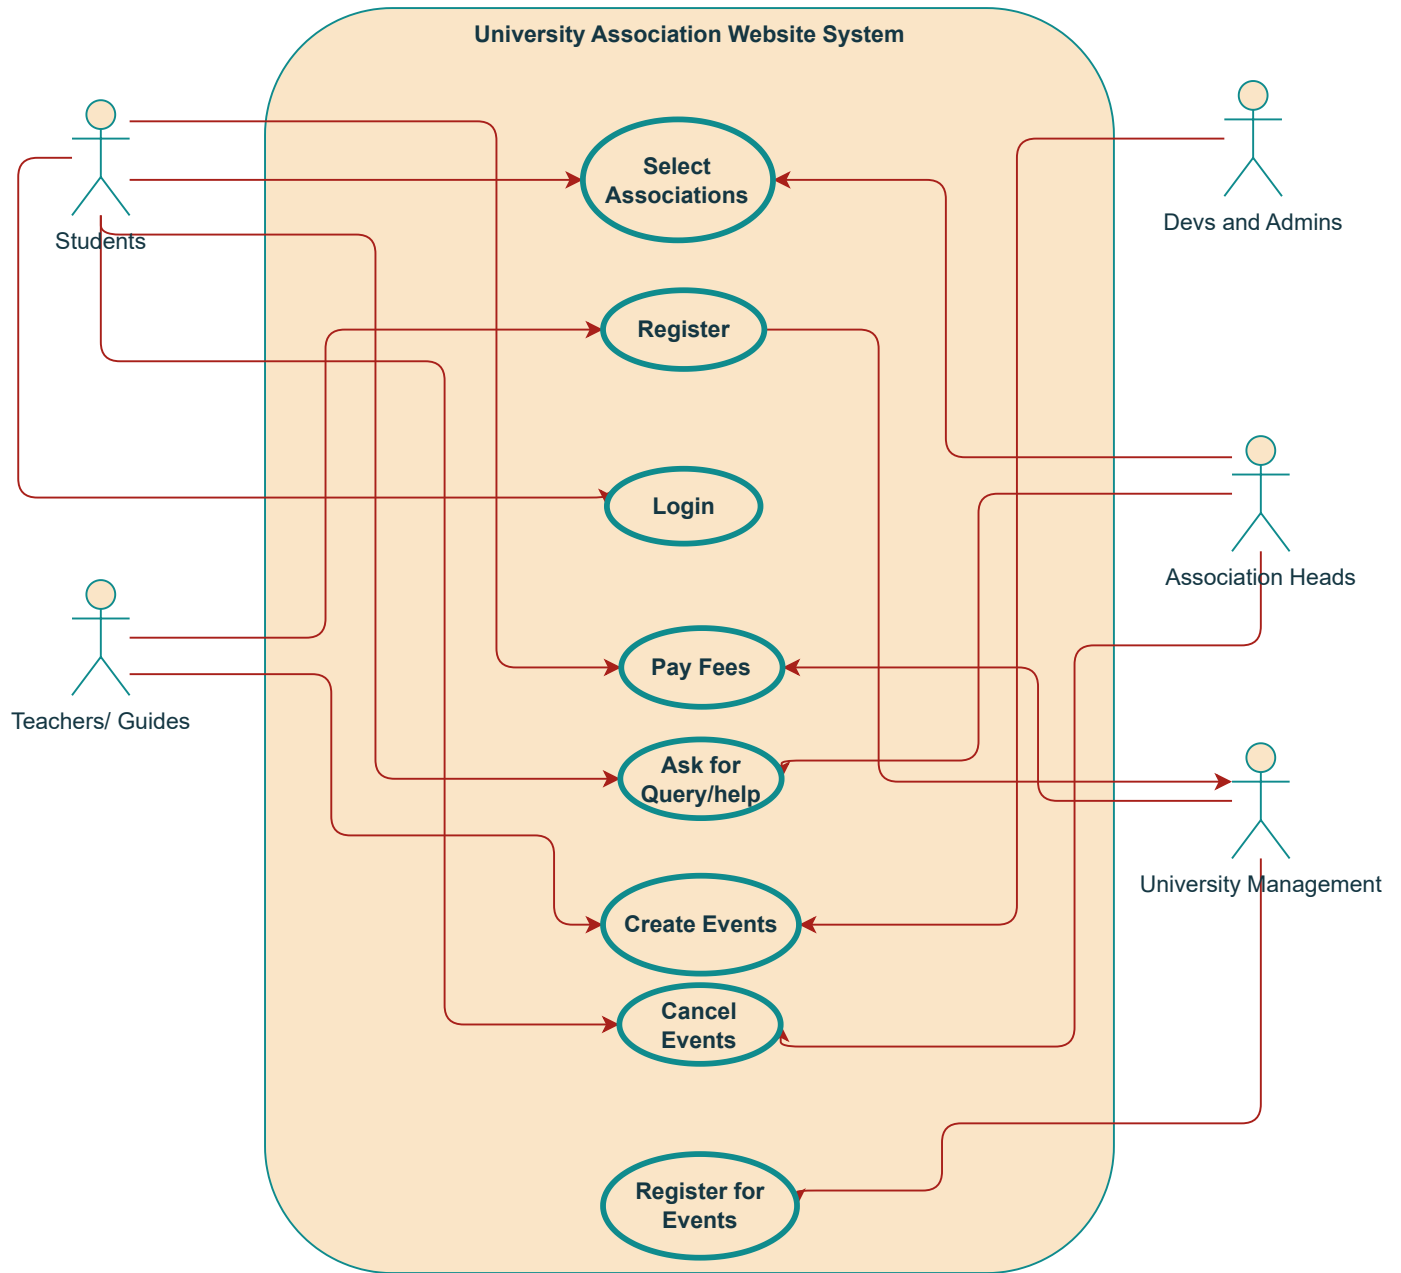 University Association Website System
Select
Associations
Devs and Admins
Students
Register
Login
Association Heads
Pay Fees
Teachers/ Guides
Ask for
Query/help
University Management
Create Events
Cancel
Events
Register for
Events